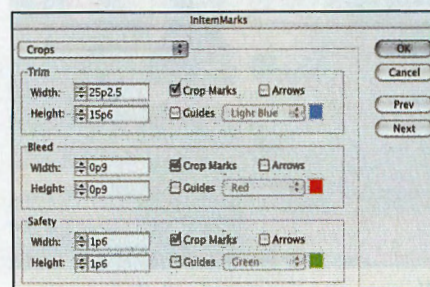 InItemMarks
Crops
OK
Cancel
Prev
Next
Trim
Width: 25p2.5 Crop Marks Arrows
Height: 15p6 Guides Light Blue
Bleed
Width: 0p9 Crop Marks Arrows
Height: 0p9 Guides Red
Safety
Width: 1p6 Crop Marks Arrows
Height: 1p6 Guides Green